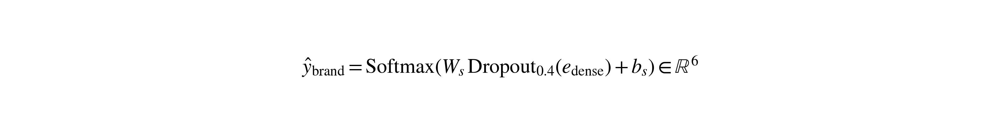 ŷ_brand = Softmax(W_s Dropout_0.4(e_dense) + b_s) ∈ ℝ^6